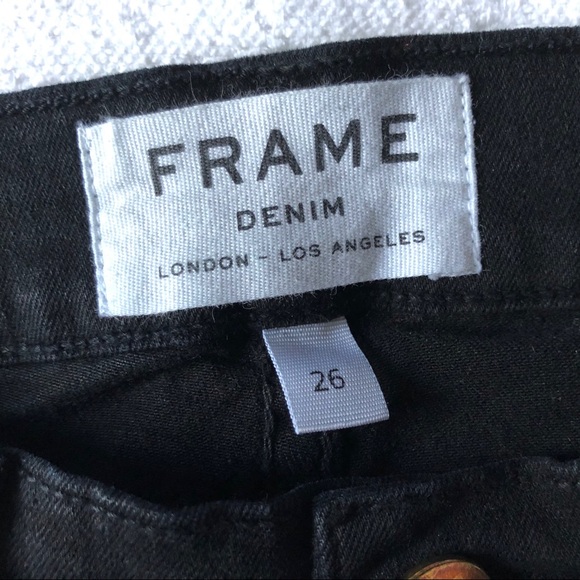 FRAME
DENIM
LONDON - LOS ANGELES
26